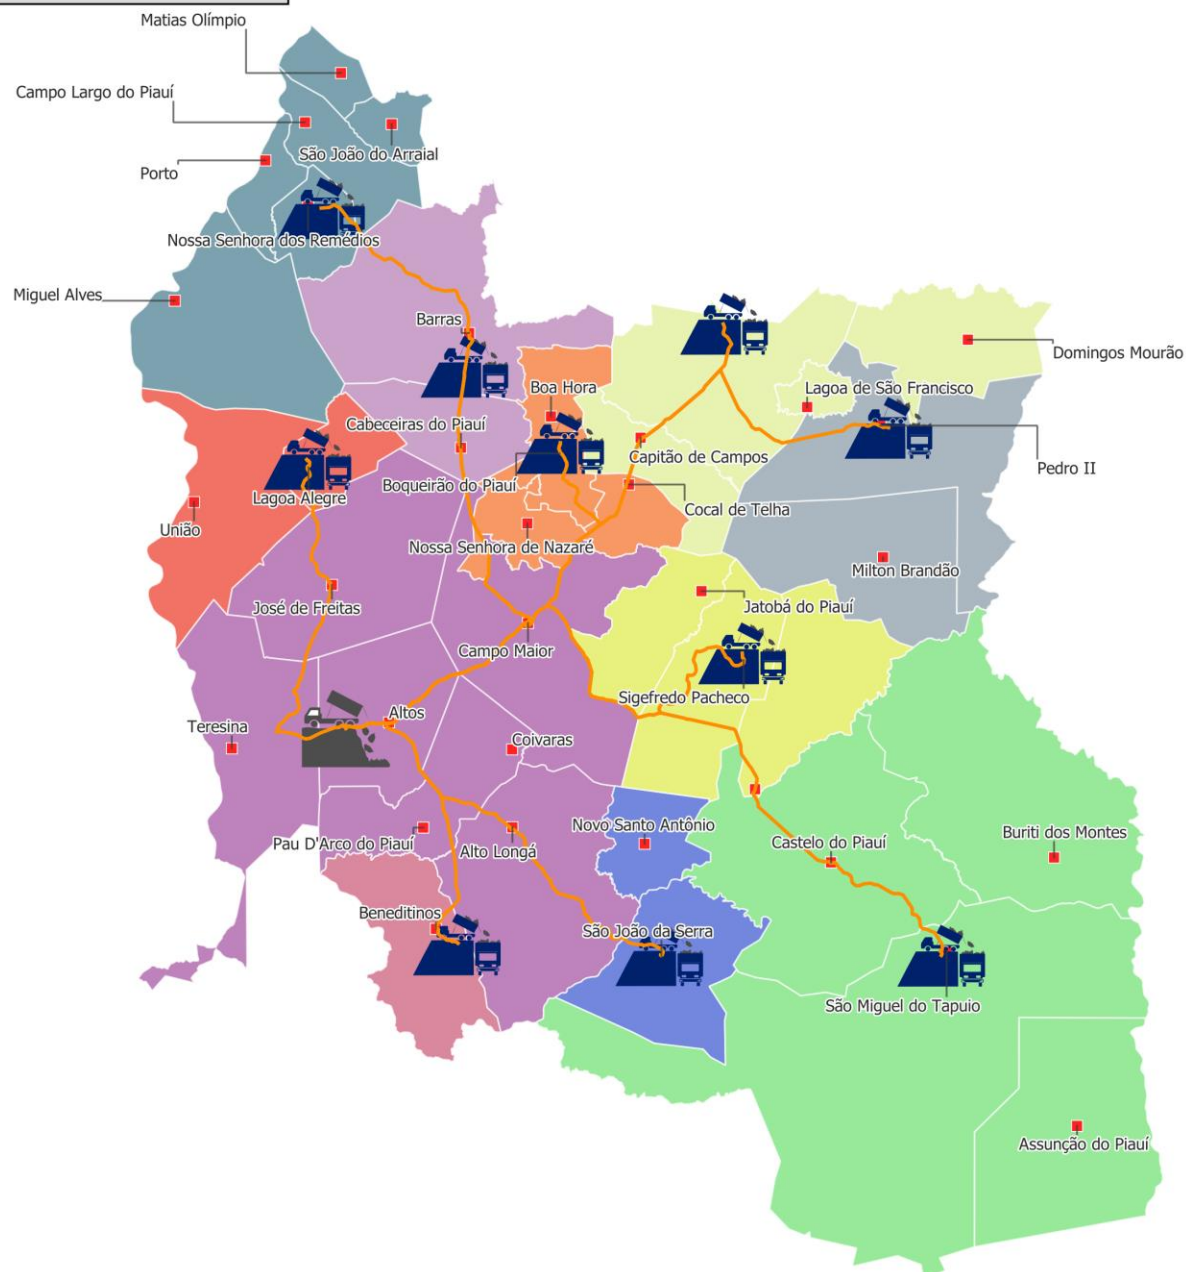 Matias Olímpio
Campo Largo do Piauí
São João do Arraial
Porto
Nossa Senhora dos Remédios
Miguel Alves
Barras
Domingos Mourão
Boa Hora
Lagoa de São Francisco
Cabeceiras do Piauí
Capitão de Campos
Pedro II
Boqueirão do Piauí
Lagoa Alegre
Cocal de Telha
União
Nossa Senhora de Nazaré
Milton Brandão
José de Freitas
Jatobá do Piauí
Campo Maior
Sigefredo Pacheco
Altos
Teresina
Coivaras
Novo Santo Antônio
Buriti dos Montes
Pau D'Arco do Piauí
Castelo do Piauí
Alto Longá
Beneditinos
São João da Serra
São Miguel do Tapuio
Assunção do Piauí